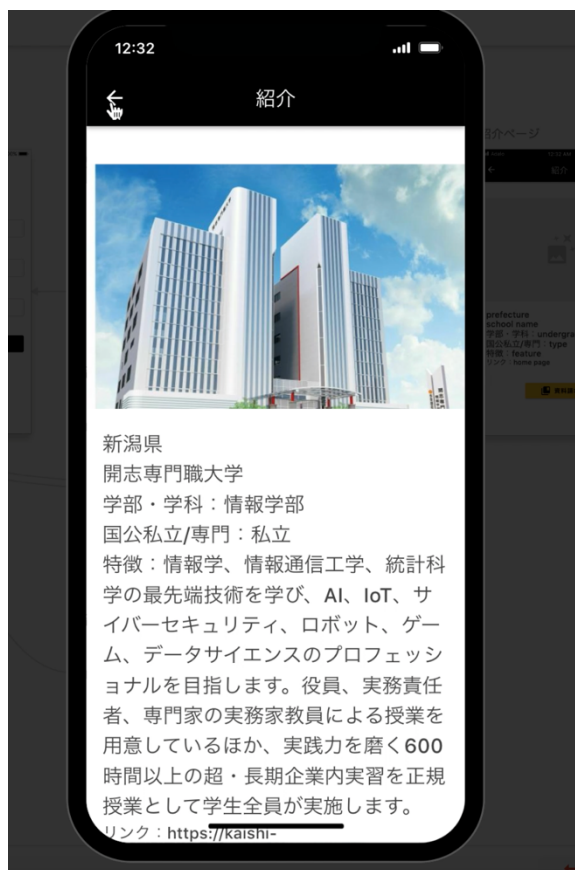 12:32
紹介
新潟県
開志専門職大学
学部・学科：情報学部
国公私立/専門：私立
特徴：情報学、情報通信工学、統計科
学の最先端技術を学び、AI、IoT、サ
イバーセキュリティ、ロボット、ゲー
ム、データサイエンスのプロフェッシ
ョナルを目指します。役員、実務責任
者、専門家の実務家教員による授業を
用意しているほか、実践力を磨く600
時間以上の超・長期企業内実習を正規
授業として学生全員が実施します。
リンク：https://kaishi-
紹介ページ
紹介
prefecture
school name
学部・学科：undergra
国公私立/専門：type
特徴：feature
リンク：home page